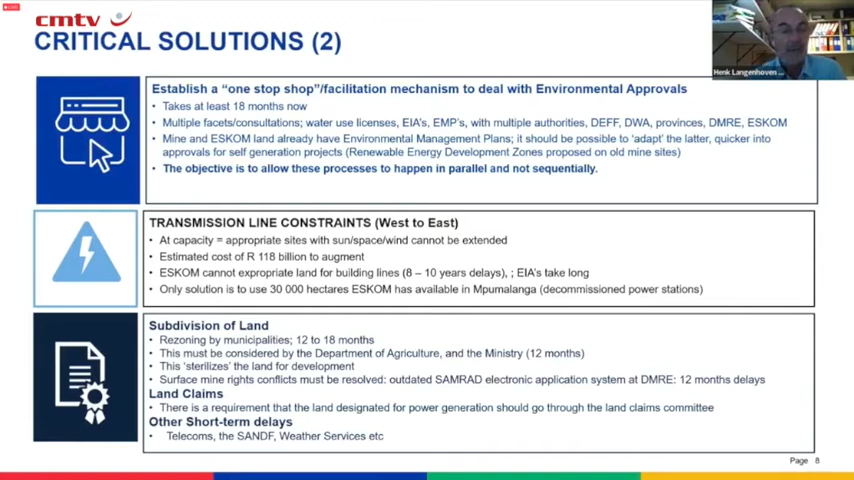 LIVE
cmtv
CRITICAL SOLUTIONS (2)
Henk Langenhoven ...
Establish a “one stop shop”/facilitation mechanism to deal with Environmental Approvals
• Takes at least 18 months now
• Multiple facets/consultations; water use licenses, EIA’s, EMP’s, with multiple authorities, DEFF, DWA, provinces, DMRE, ESKOM
• Mine and ESKOM land already have Environmental Management Plans; it should be possible to ‘adapt’ the latter, quicker into
approvals for self generation projects (Renewable Energy Development Zones proposed on old mine sites)
• The objective is to allow these processes to happen in parallel and not sequentially.
TRANSMISSION LINE CONSTRAINTS (West to East)
• At capacity = appropriate sites with sun/space/wind cannot be extended
• Estimated cost of R 118 billion to augment
• ESKOM cannot expropriate land for building lines (8 – 10 years delays), ; EIA’s take long
• Only solution is to use 30 000 hectares ESKOM has available in Mpumalanga (decommissioned power stations)
Subdivision of Land
• Rezoning by municipalities; 12 to 18 months
• This must be considered by the Department of Agriculture, and the Ministry (12 months)
• This ‘sterilizes’ the land for development
• Surface mine rights conflicts must be resolved: outdated SAMRAD electronic application system at DMRE: 12 months delays
Land Claims
• There is a requirement that the land designated for power generation should go through the land claims committee
Other Short-term delays
• Telecoms, the SANDF, Weather Services etc
Page 8